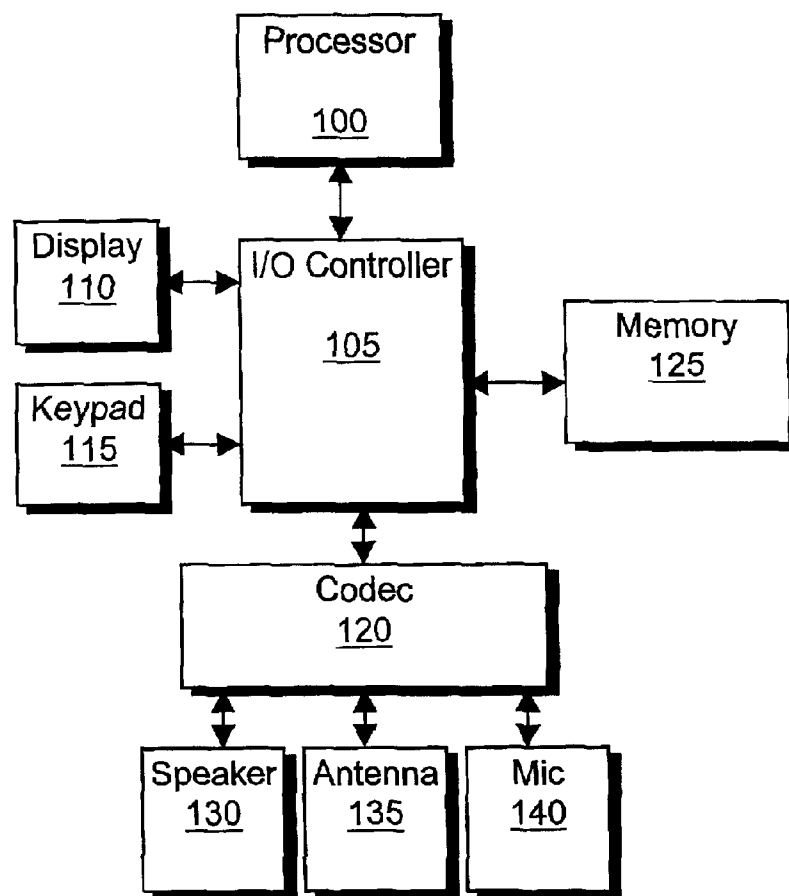 Processor
100
Display
110
I/O Controller
105
Memory
125
Keypad
115
Codec
120
Speaker
130
Antenna
135
Mic
140